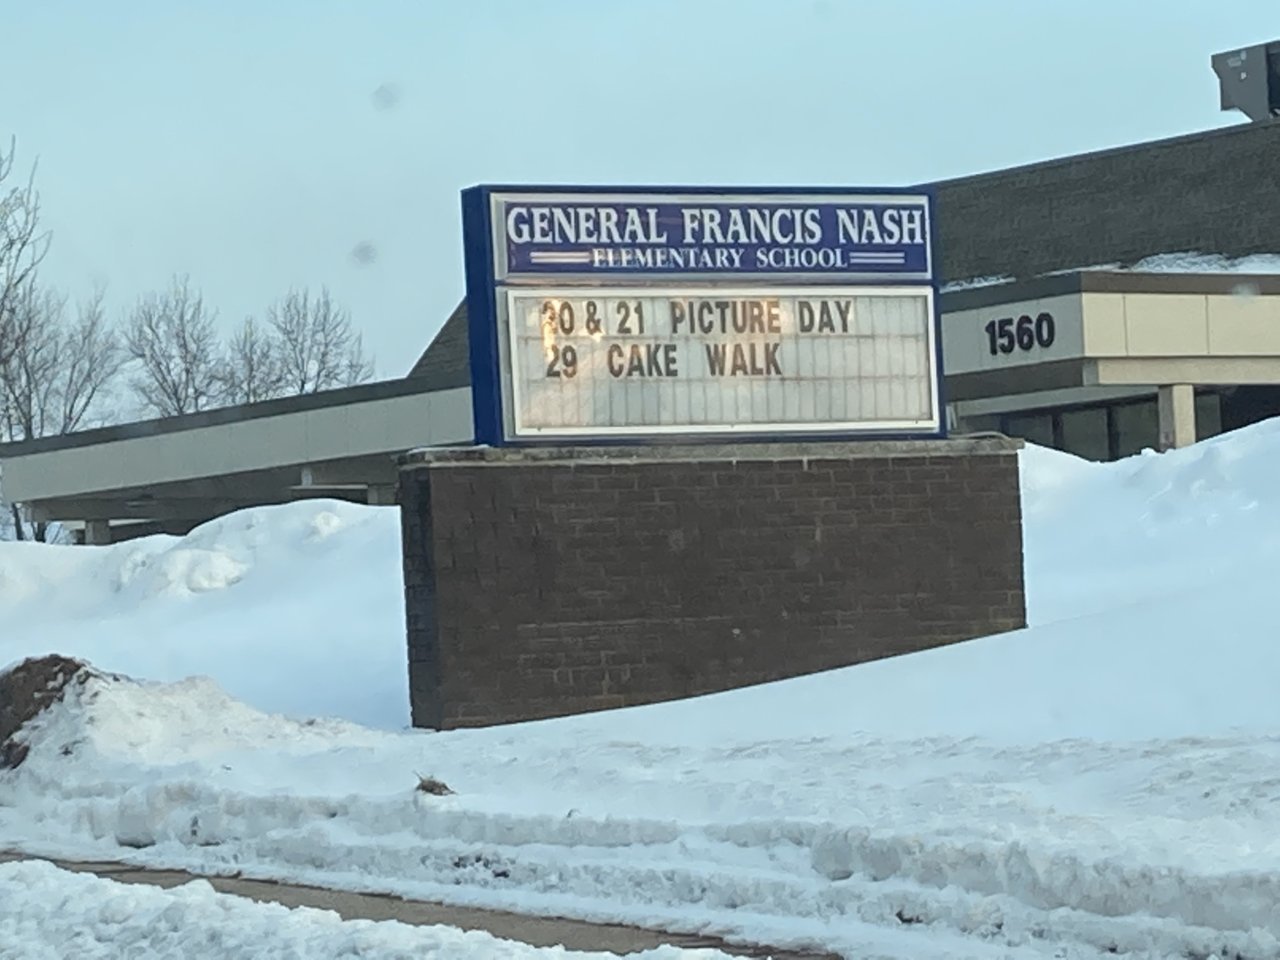 GENERAL FRANCIS NASH
ELEMENTARY SCHOOL
20 & 21 PICTURE DAY
29 CAKE WALK
1560